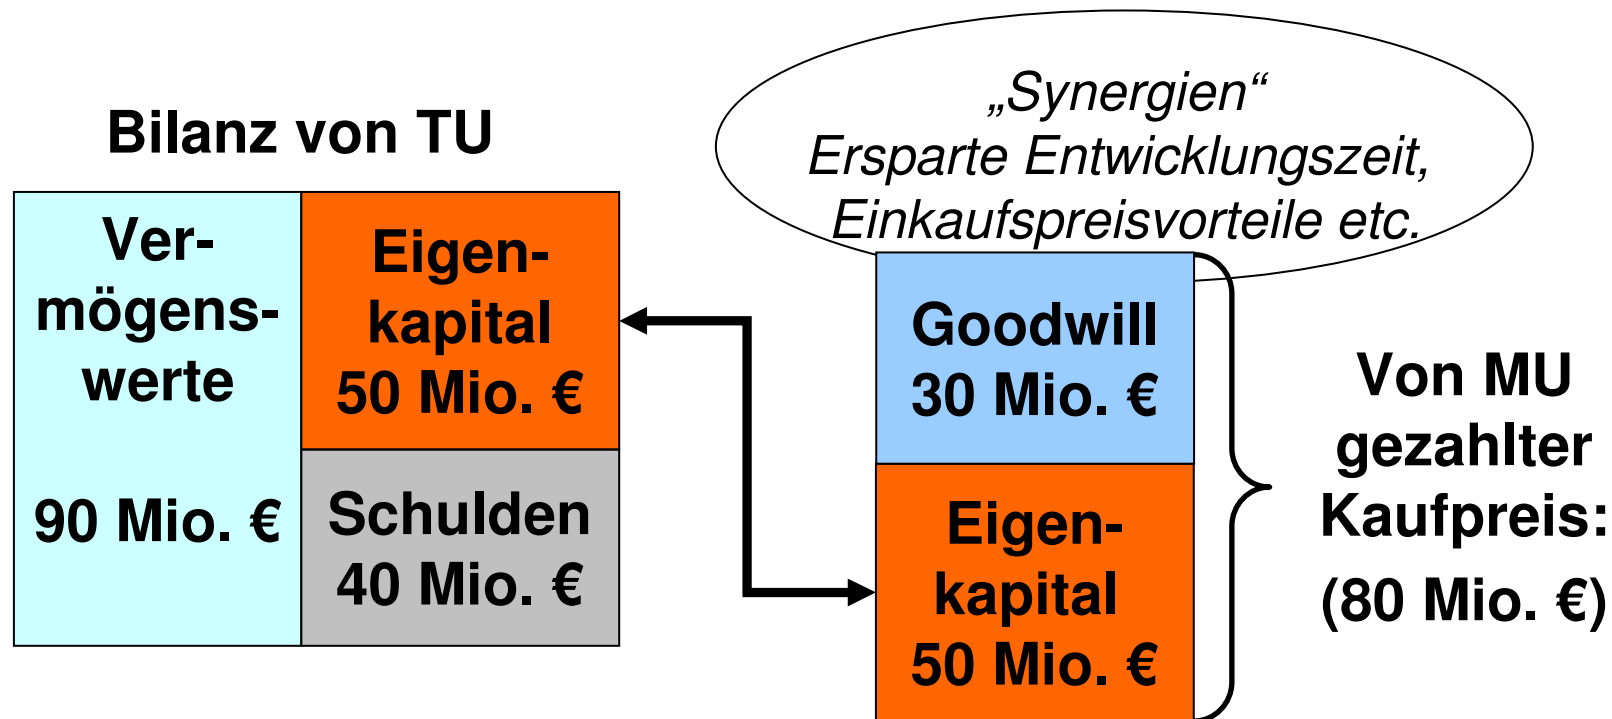 Bilanz von TU
Ver-
mögens-
werte
90 Mio. €
Eigen-
kapital
50 Mio. €
Schulden
40 Mio. €
„Synergien“
Ersparte Entwicklungszeit,
Einkaufspreisvorteile etc.
Goodwill
30 Mio. €
Eigen-
kapital
50 Mio. €
Von MU
gezahlter
Kaufpreis:
(80 Mio. €)